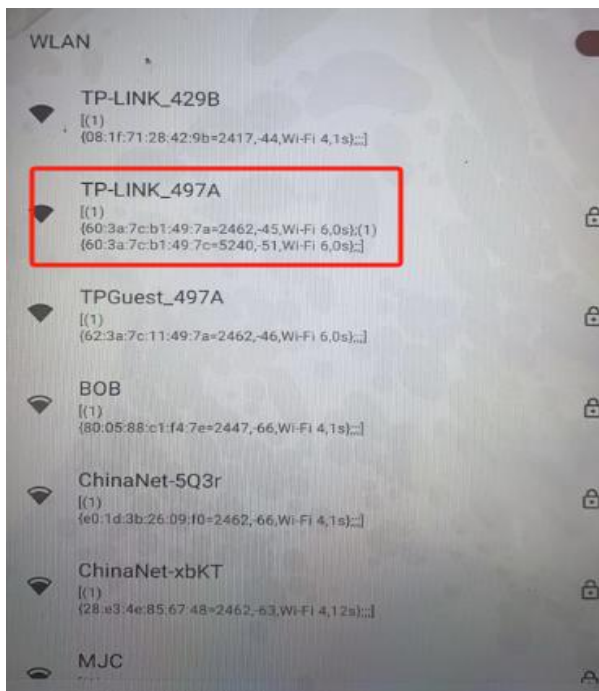 WLAN
TP-LINK_429B
[(1)
{08:1f:71:28:42:9b=2417,-44,Wi-Fi 4,1s};;;]
TP-LINK_497A
[(1)
{60:3a:7c:b1:49:7a=2462,-45,Wi-Fi 6,0s};(1)
{60:3a:7c:b1:49:7c=5240,-51,Wi-Fi 6,0s};;]
TPGuest_497A
[(1)
{62:3a:7c:11:49:7a=2462,-46,Wi-Fi 6,0s};;;]
BOB
[(1)
{80:05:88:c1:f4:7e=2447,-66,Wi-Fi 4,1s};;;]
ChinaNet-5Q3r
[(1)
{e0:1d:3b:26:09:f0=2462,-66,Wi-Fi 4,1s};;;]
ChinaNet-xbKT
[(1)
{28:e3:4e:85:67:48=2462,-63,Wi-Fi 4,12s};;;]
MJC